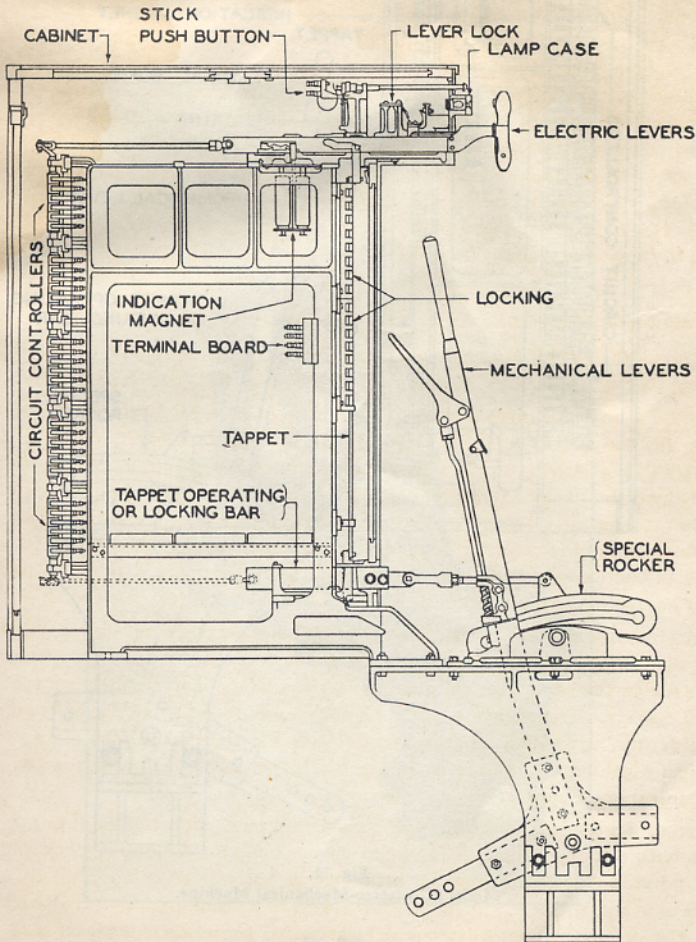 STICK
PUSH BUTTON
CABINET
LEVER LOCK
LAMP CASE
ELECTRIC LEVERS
CIRCUIT CONTROLLERS
INDICATION
MAGNET
TERMINAL BOARD
LOCKING
MECHANICAL LEVERS
TAPPET
TAPPET OPERATING
OR LOCKING BAR
SPECIAL
ROCKER